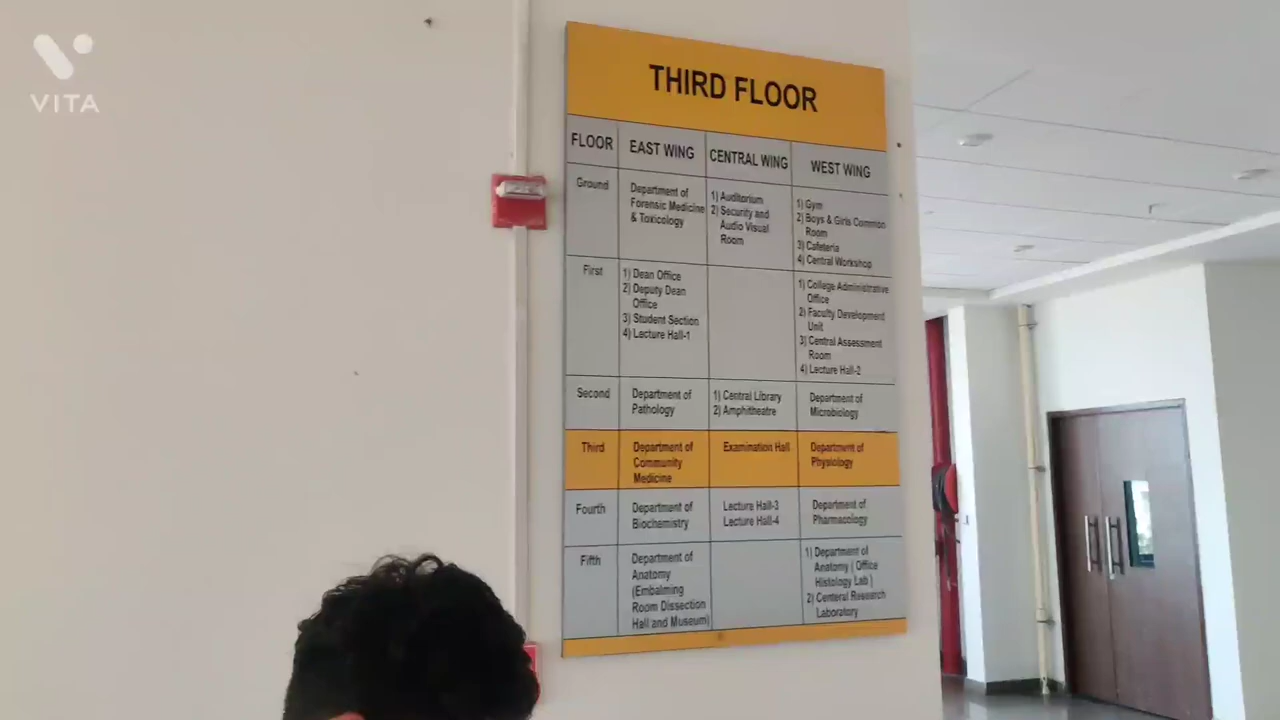 VITA
THIRD FLOOR
FLOOR EAST WING CENTRAL WING WEST WING
Ground
Department of
Forensic Medicine
& Toxicology
1) Auditorium
2) Security and
Audio Visual
Room
1) Gym
2) Boys & Girls Common
Room
3) Cafeteria
4) Central Workshop
First
1) Dean Office
2) Deputy Dean
Office
3) Student Section
4) Lecture Hall-1
1) College Administrative
Office
2) Faculty Development
Unit
3) Central Assessment
Room
4) Lecture Hall-2
Second
Department of
Pathology
1) Central Library
2) Amphitheatre
Department of
Microbiology
Third
Department of
Community
Medicine
Examination Hall
Department of
Physiology
Fourth
Department of
Biochemistry
Lecture Hall-3
Lecture Hall-4
Department of
Pharmacology
Fifth
Department of
Anatomy
(Embalming
Room Dissection
Hall and Museum)
1) Department of
Anatomy ( Office
Histology Lab )
2) Centeral Research
Laboratory